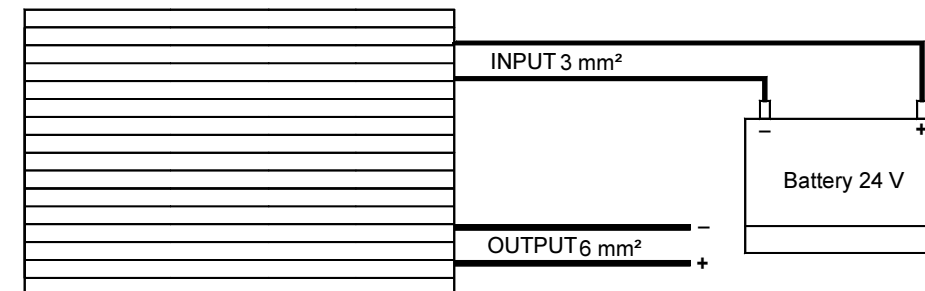 INPUT 3 mm²
– +
Battery 24 V
–
OUTPUT 6 mm²
+